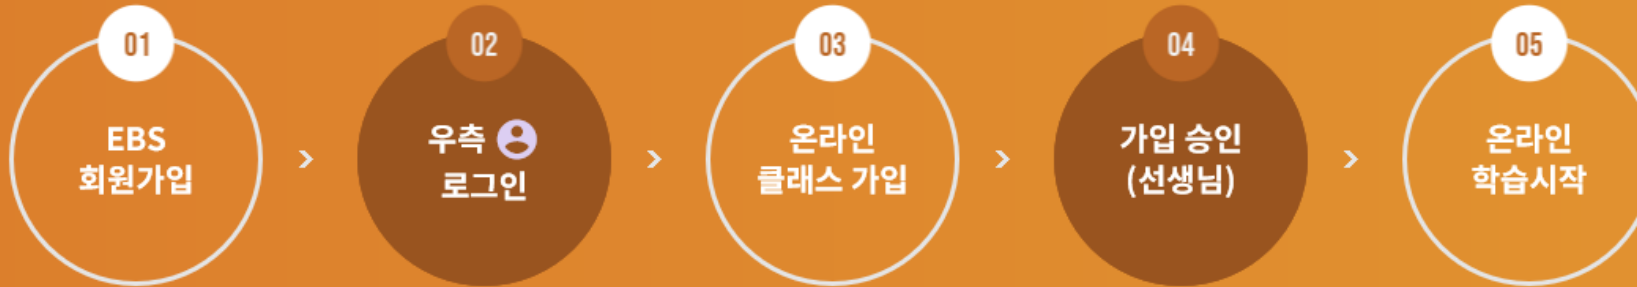 01
EBS
회원가입
02
우측
로그인
03
온라인
클래스 가입
04
가입 승인
(선생님)
05
온라인
학습시작